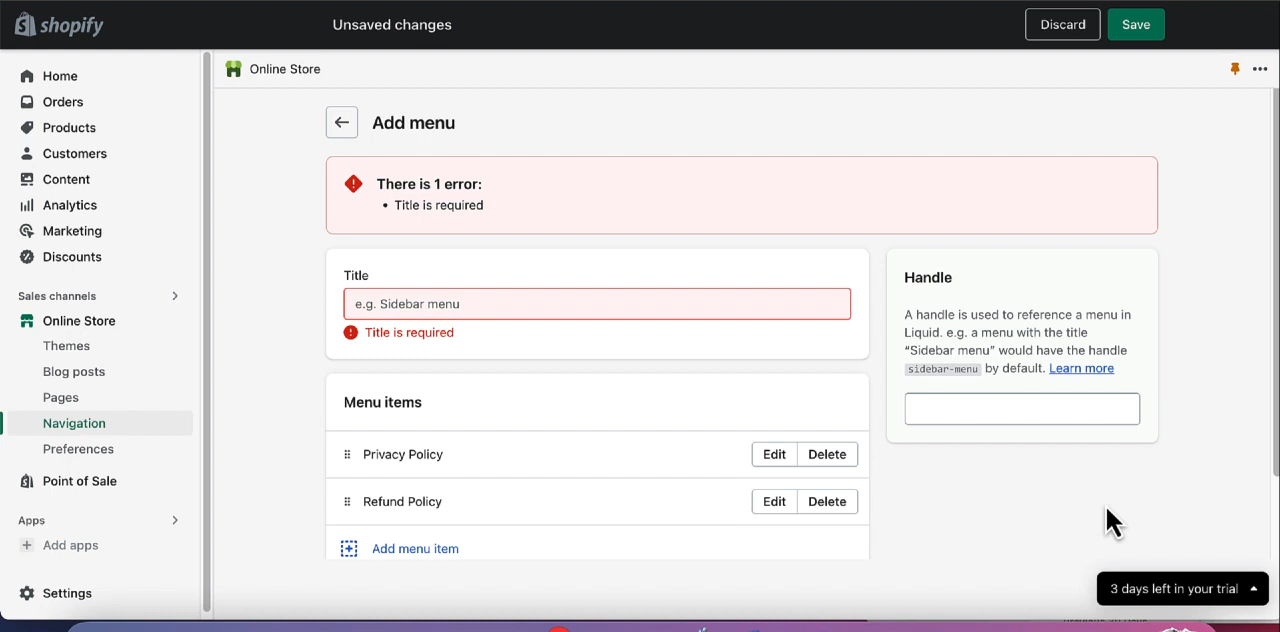 shopify
Unsaved changes
Discard
Save
Home
Orders
Products
Customers
Content
Analytics
Marketing
Discounts
Sales channels
Online Store
Themes
Blog posts
Pages
Navigation
Preferences
Point of Sale
Apps
Add apps
Settings
Online Store
Add menu
There is 1 error:
• Title is required
Title
e.g. Sidebar menu
Title is required
Menu items
Privacy Policy
Edit
Delete
Refund Policy
Edit
Delete
Add menu item
Handle
A handle is used to reference a menu in
Liquid. e.g. a menu with the title
“Sidebar menu” would have the handle
sidebar-menu by default. Learn more
3 days left in your trial